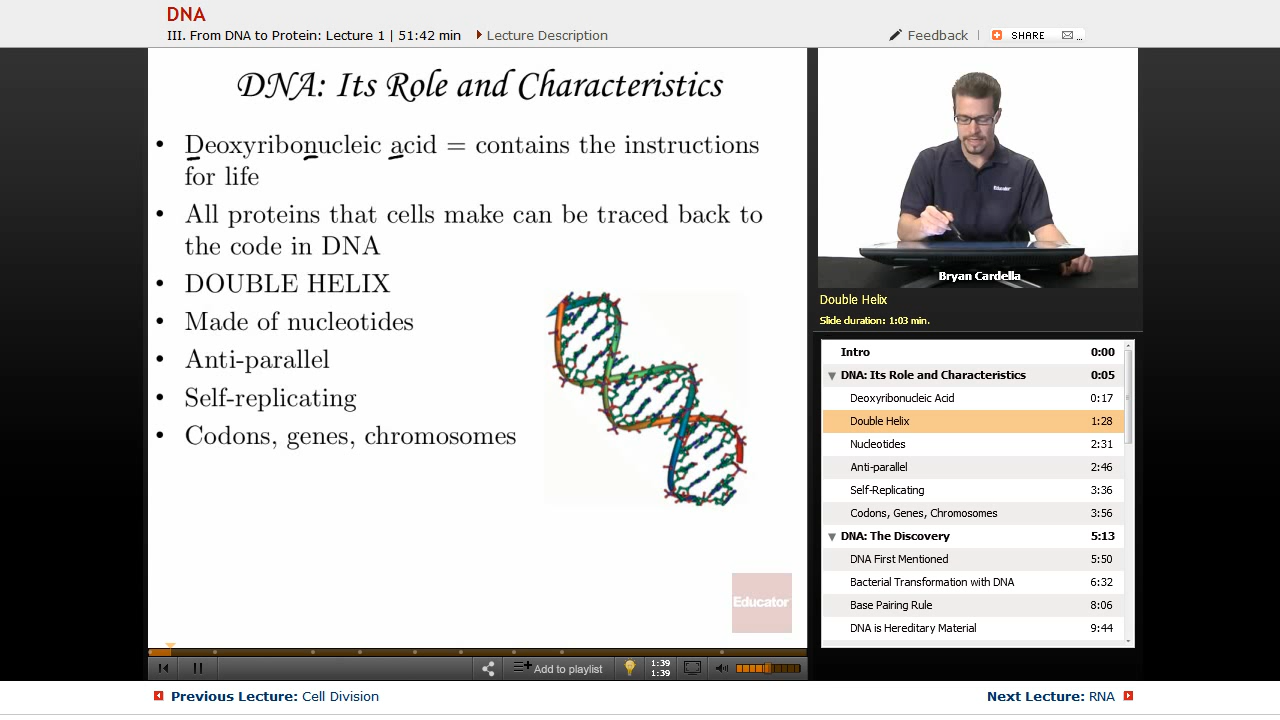 DNA
III. From DNA to Protein: Lecture 1 | 51:42 min
Lecture Description
Feedback
SHARE
DNA: Its Role and Characteristics
• Deoxyribonucleic acid = contains the instructions
for life
• All proteins that cells make can be traced back to
the code in DNA
• DOUBLE HELIX
• Made of nucleotides
• Anti-parallel
• Self-replicating
• Codons, genes, chromosomes
Educator
Educator
Bryan Cardella
Double Helix
Slide duration: 1:03 min.
Intro 0:00
DNA: Its Role and Characteristics 0:05
Deoxyribonucleic Acid 0:17
Double Helix 1:28
Nucleotides 2:31
Anti-parallel 2:46
Self-Replicating 3:36
Codons, Genes, Chromosomes 3:56
DNA: The Discovery 5:13
DNA First Mentioned 5:50
Bacterial Transformation with DNA 6:32
Base Pairing Rule 8:06
DNA is Hereditary Material 9:44
Add to playlist
1:39
1:39
Previous Lecture: Cell Division
Next Lecture: RNA